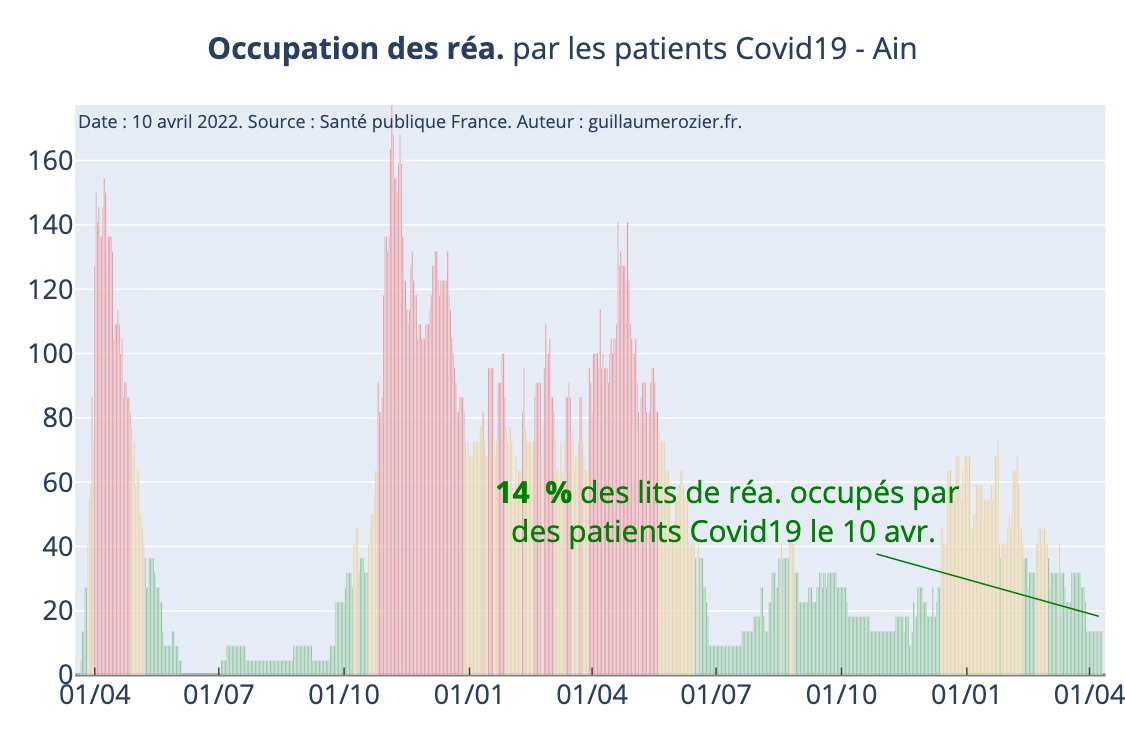 Occupation des réa. par les patients Covid19 - Ain
Date : 10 avril 2022. Source : Santé publique France. Auteur : guillaumerozier.fr.
160
140
120
100
80
60
40
20
0
14 % des lits de réa. occupés par
des patients Covid19 le 10 avr.
01/04 01/07 01/10 01/01 01/04 01/07 01/10 01/01 01/04